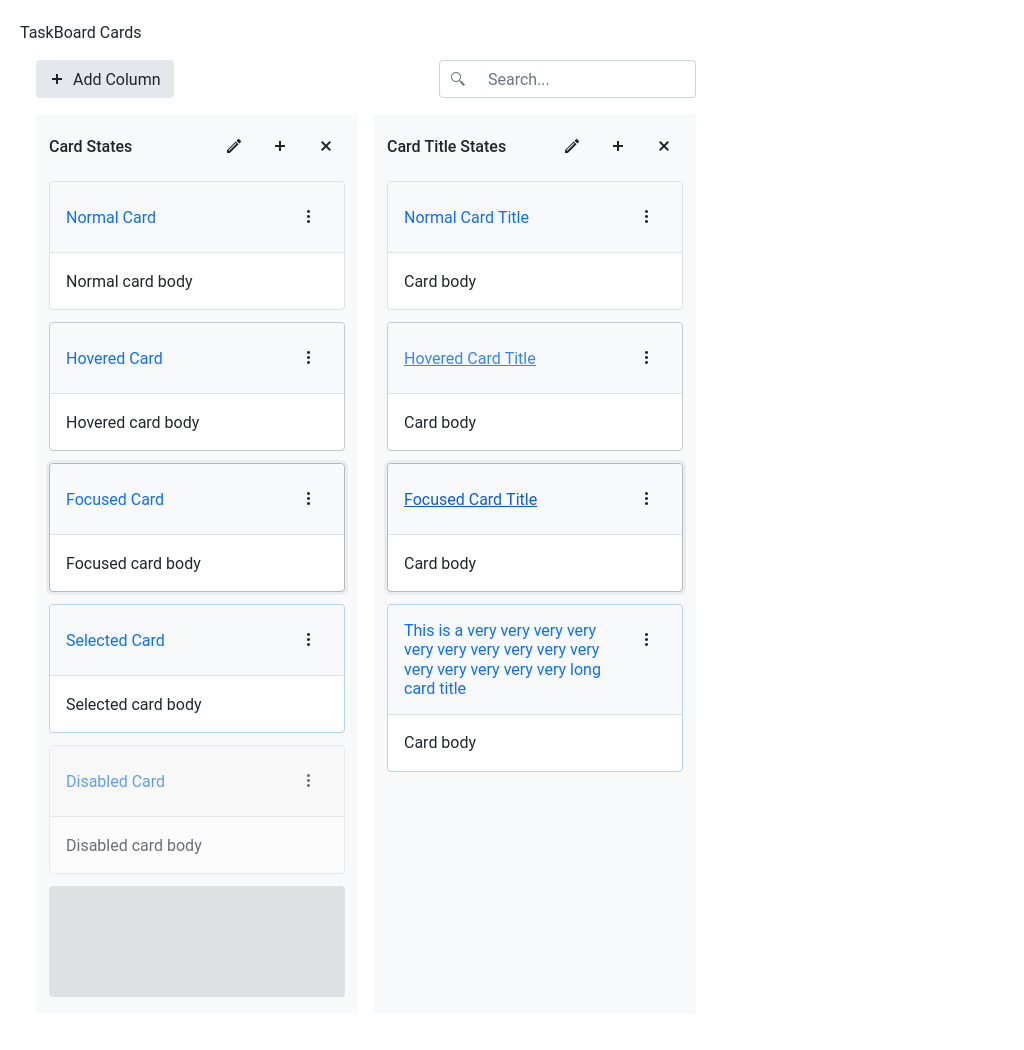 TaskBoard Cards
Add Column
Search...
Card States
Normal Card
Normal card body
Hovered Card
Hovered card body
Focused Card
Focused card body
Selected Card
Selected card body
Disabled Card
Disabled card body
Card Title States
Normal Card Title
Card body
Hovered Card Title
Card body
Focused Card Title
Card body
This is a very very very very
very very very very very very
very very very very very long
card title
Card body